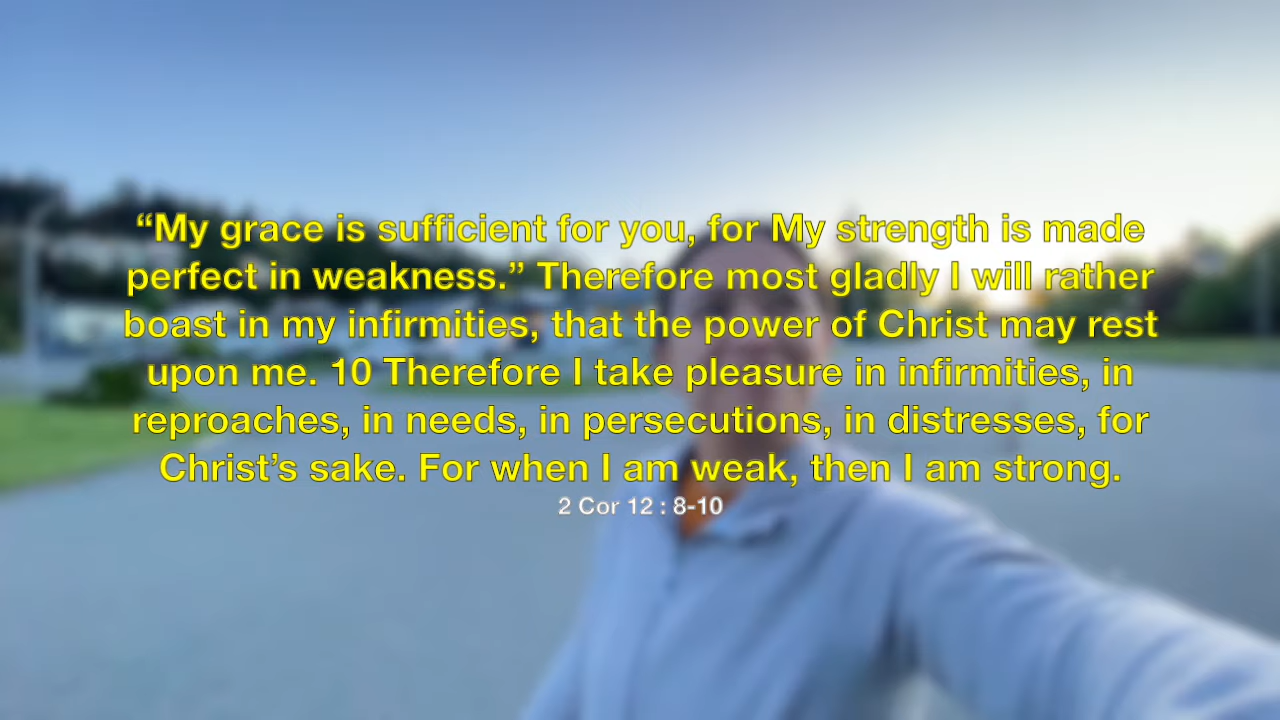 “My grace is sufficient for you, for My strength is made
perfect in weakness.” Therefore most gladly I will rather
boast in my infirmities, that the power of Christ may rest
upon me. 10 Therefore I take pleasure in infirmities, in
reproaches, in needs, in persecutions, in distresses, for
Christ’s sake. For when I am weak, then I am strong.
2 Cor 12 : 8-10